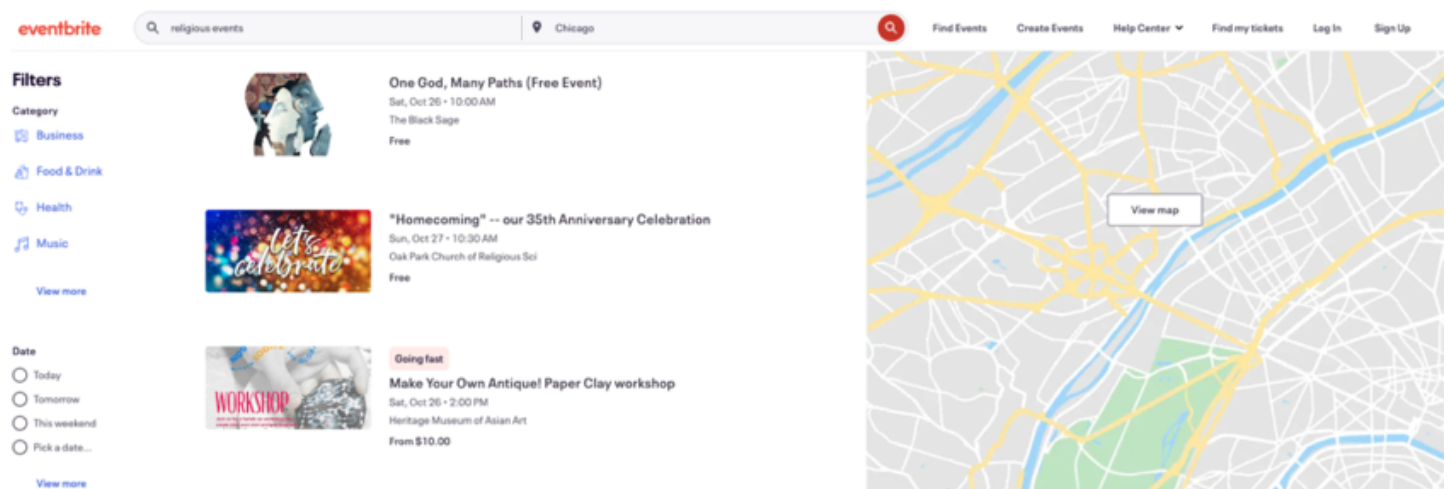 eventbrite
religious events
Chicago
Find Events
Create Events
Help Center
Find my tickets
Log In
Sign Up
Filters
Category
Business
Food & Drink
Health
Music
View more
Date
Today
Tomorrow
This weekend
Pick a date...
View more
One God, Many Paths (Free Event)
Sat, Oct 26 • 10:00 AM
The Black Sage
Free
let's
celebrate
"Homecoming" -- our 35th Anniversary Celebration
Sun, Oct 27 • 10:30 AM
Oak Park Church of Religious Sci
Free
WORKSHOP
Going fast
Make Your Own Antique! Paper Clay workshop
Sat, Oct 26 • 2:00 PM
Heritage Museum of Asian Art
From $10.00
View map